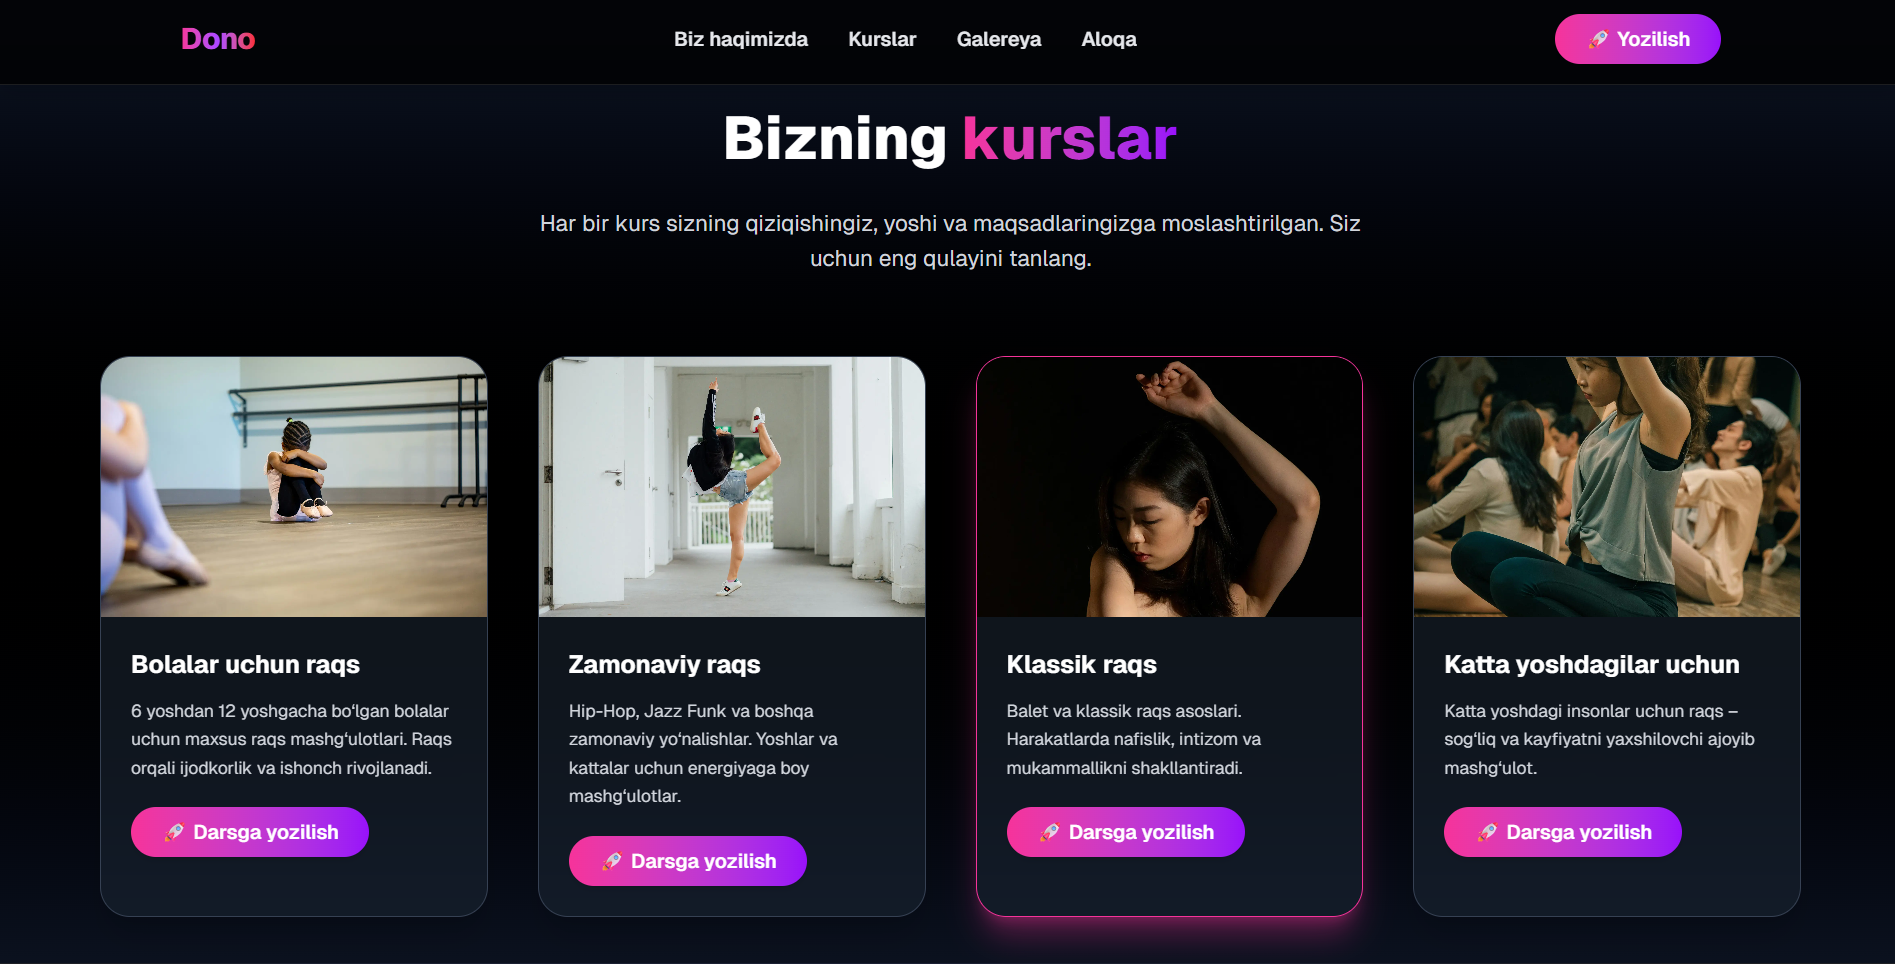 Dono
Biz haqimizda
Kurslar
Galereya
Aloqa
🚀 Yozilish
Bizning kurslar
Har bir kurs sizning qiziqishingiz, yoshi va maqsadlaringizga moslashtirilgan. Siz
uchun eng qulayini tanlang.
Bolalar uchun raqs
6 yoshdan 12 yoshgacha bo‘lgan bolalar
uchun maxsus raqs mashg‘ulotlari. Raqs
orqali ijodkorlik va ishonch rivojlanadi.
🚀 Darsga yozilish
Zamonaviy raqs
Hip-Hop, Jazz Funk va boshqa
zamonaviy yo‘nalishlar. Yoshlar va
kattalar uchun energiyaga boy
mashg‘ulotlar.
🚀 Darsga yozilish
Klassik raqs
Balet va klassik raqs asoslari.
Harakatlarda nafislik, intizom va
mukammallikni shakllantiradi.
🚀 Darsga yozilish
Katta yoshdagilar uchun
Katta yoshdagi insonlar uchun raqs –
sog‘liq va kayfiyatni yaxshilovchi ajoyib
mashg‘ulot.
🚀 Darsga yozilish